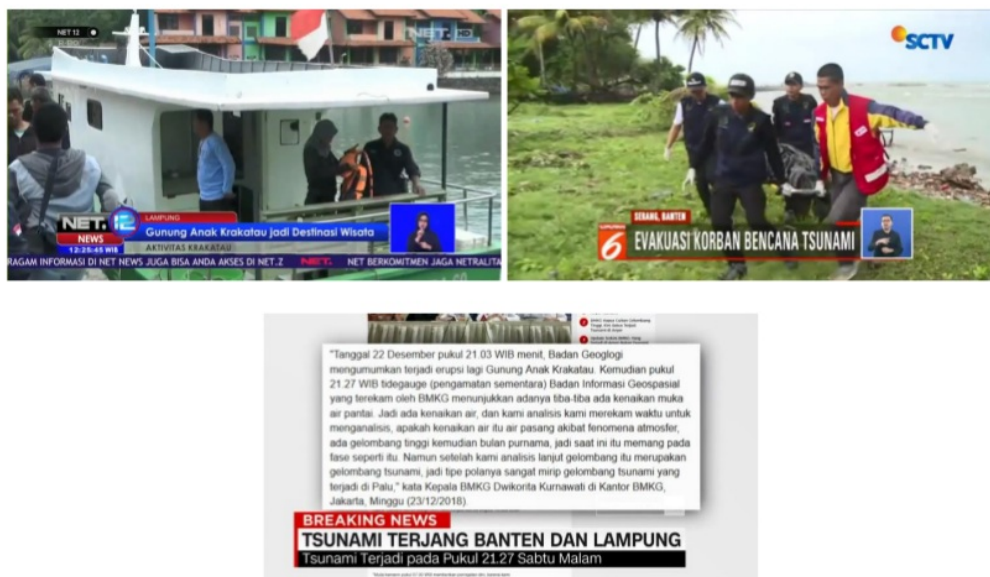 NET 12
NET.
LAMPUNG
NET. 12
Gunung Anak Krakatau jadi Destinasi Wisata
NEWS
AKTIVITAS KRAKATAU
12:25:45 WIB
RAGAM INFORMASI DI NET NEWS JUGA BISA ANDA AKSES DI NET.Z NET. NET BERKOMITMEN JAGA NETRALITA
SCTV
SERANG, BANTEN
6 EVAKUASI KORBAN BENCANA TSUNAMI
"Tanggal 22 Desember pukul 21.03 WIB menit, Badan Geoglogi
mengumumkan terjadi erupsi lagi Gunung Anak Krakatau. Kemudian pukul
21.27 WIB tidegauge (pengamatan sementara) Badan Informasi Geospasial
yang terekam oleh BMKG menunjukkan adanya tiba-tiba ada kenaikan muka
air pantai. Jadi ada kenaikan air, dan kami analisis kami merekam waktu untuk
menganalisis, apakah kenaikan air itu air pasang akibat fenomena atmosfer,
ada gelombang tinggi kemudian bulan purnama, jadi saat ini itu memang pada
fase seperti itu. Namun setelah kami analisis lanjut gelombang itu merupakan
gelombang tsunami, jadi tipe polanya sangat mirip gelombang tsunami yang
terjadi di Palu," kata Kepala BMKG Dwikorita Kurnawati di Kantor BMKG,
Jakarta, Minggu (23/12/2018).
BREAKING NEWS
TSUNAMI TERJANG BANTEN DAN LAMPUNG
Tsunami Terjadi pada Pukul 21.27 Sabtu Malam